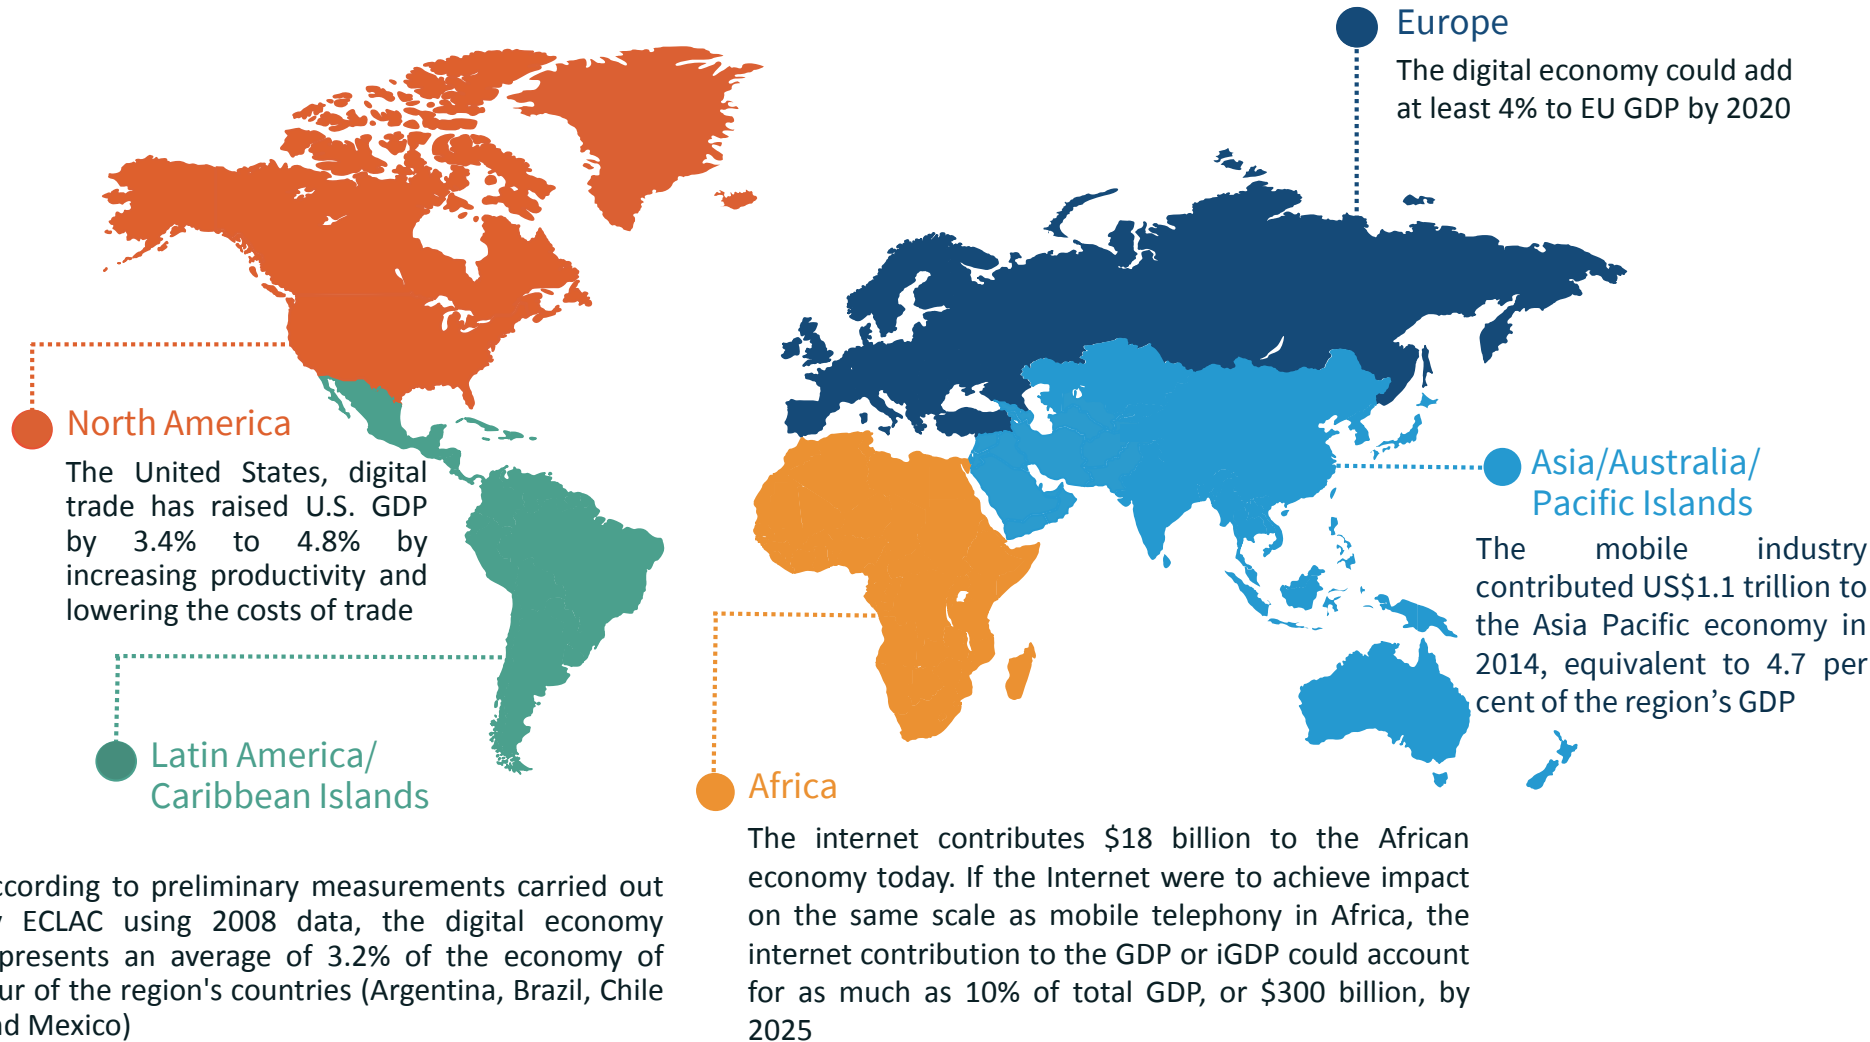 Europe
The digital economy could add
at least 4% to EU GDP by 2020
North America
The United States, digital
trade has raised U.S. GDP
by 3.4% to 4.8% by
increasing productivity and
lowering the costs of trade
Asia/Australia/
Pacific Islands
The mobile industry
contributed US$1.1 trillion to
the Asia Pacific economy in
2014, equivalent to 4.7 per
cent of the region’s GDP
Latin America/
Caribbean Islands
ccording to preliminary measurements carried out
ECLAC using 2008 data, the digital economy
presents an average of 3.2% of the economy of
ur of the region's countries (Argentina, Brazil, Chile
d Mexico)
Africa
The internet contributes $18 billion to the African
economy today. If the Internet were to achieve impact
on the same scale as mobile telephony in Africa, the
internet contribution to the GDP or iGDP could account
for as much as 10% of total GDP, or $300 billion, by
2025